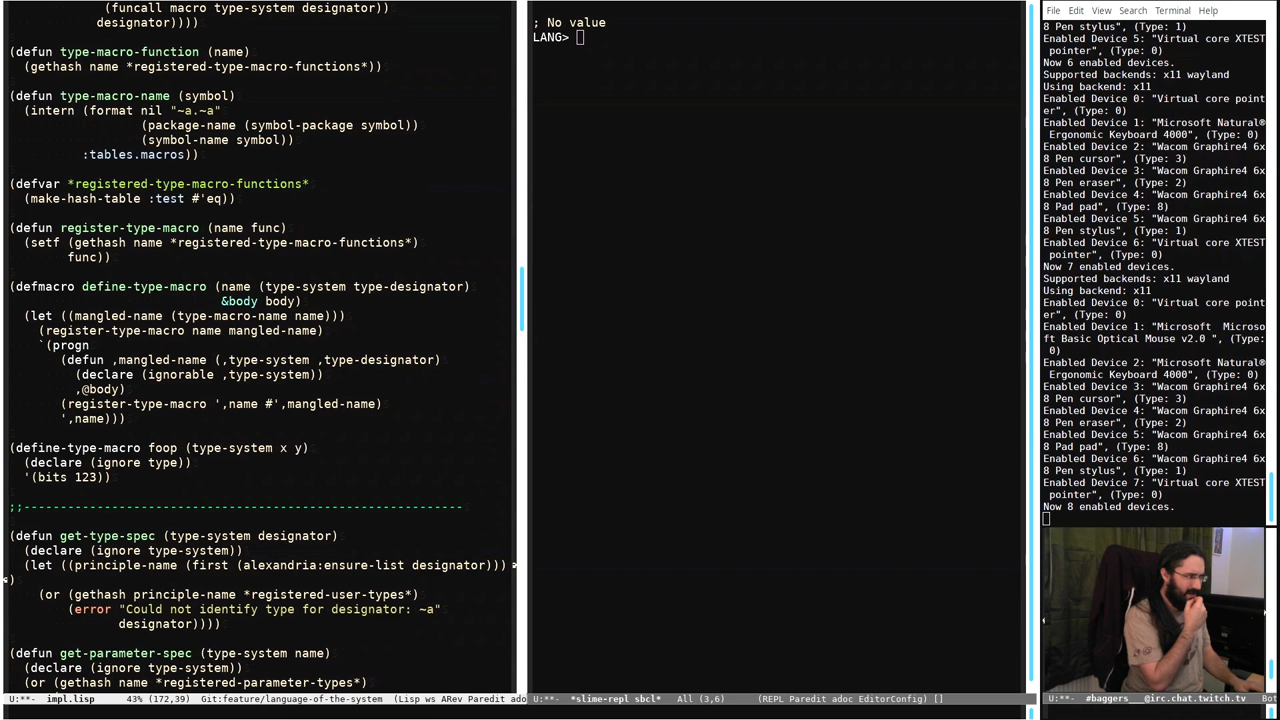 (funcall macro type-system designator))
designator))))
(defun type-macro-function (name)
(gethash name *registered-type-macro-functions*))
(defun type-macro-name (symbol)
(intern (format nil "~a.~a"
(package-name (symbol-package symbol))
(symbol-name symbol))
:tables.macros))
(defvar *registered-type-macro-functions*
(make-hash-table :test #'eq))
(defun register-type-macro (name func)
(setf (gethash name *registered-type-macro-functions*)
func))
(defmacro define-type-macro (name (type-system type-designator)
&body body)
(let ((mangled-name (type-macro-name name)))
(register-type-macro name mangled-name)
`(progn
(defun ,mangled-name (,type-system ,type-designator)
(declare (ignorable ,type-system))
,@body)
(register-type-macro ',name #',mangled-name)
',name)))
(define-type-macro foop (type-system x y)
(declare (ignore type))
'(bits 123))
;;------------------------------------------------------------
(defun get-type-spec (type-system designator)
(declare (ignore type-system))
(let ((principle-name (first (alexandria:ensure-list designator)))
)
(or (gethash principle-name *registered-user-types*)
(error "Could not identify type for designator: ~a"
designator))))
(defun get-parameter-spec (type-system name)
(declare (ignore type-system))
(or (gethash name *registered-parameter-types*)
U:**- impl.lisp 43% (172,39) Git:feature/language-of-the-system (Lisp ws ARev Paredit ado
; No value
LANG>
U:**- *slime-repl sbcl* All (3,6) (REPL Paredit adoc EditorConfig) []
File Edit View Search Terminal Help
8 Pen stylus", (Type: 1)
Enabled Device 5: "Virtual core XTEST
pointer", (Type: 0)
Now 6 enabled devices.
Supported backends: x11 wayland
Using backend: x11
Enabled Device 0: "Virtual core point
er", (Type: 0)
Enabled Device 1: "Microsoft Natural®
Ergonomic Keyboard 4000", (Type: 0)
Enabled Device 2: "Wacom Graphire4 6x
8 Pen cursor", (Type: 3)
Enabled Device 3: "Wacom Graphire4 6x
8 Pen eraser", (Type: 2)
Enabled Device 4: "Wacom Graphire4 6x
8 Pad pad", (Type: 8)
Enabled Device 5: "Wacom Graphire4 6x
8 Pen stylus", (Type: 1)
Enabled Device 6: "Virtual core XTEST
pointer", (Type: 0)
Now 7 enabled devices.
Supported backends: x11 wayland
Using backend: x11
Enabled Device 0: "Virtual core point
er", (Type: 0)
Enabled Device 1: "Microsoft Microso
ft Basic Optical Mouse v2.0 ", (Type:
0)
Enabled Device 2: "Microsoft Natural®
Ergonomic Keyboard 4000", (Type: 0)
Enabled Device 3: "Wacom Graphire4 6x
8 Pen cursor", (Type: 3)
Enabled Device 4: "Wacom Graphire4 6x
8 Pen eraser", (Type: 2)
Enabled Device 5: "Wacom Graphire4 6x
8 Pad pad", (Type: 8)
Enabled Device 6: "Wacom Graphire4 6x
8 Pen stylus", (Type: 1)
Enabled Device 7: "Virtual core XTEST
pointer", (Type: 0)
Now 8 enabled devices.
U:**- #baggers__@irc.chat.twitch.tv Bot